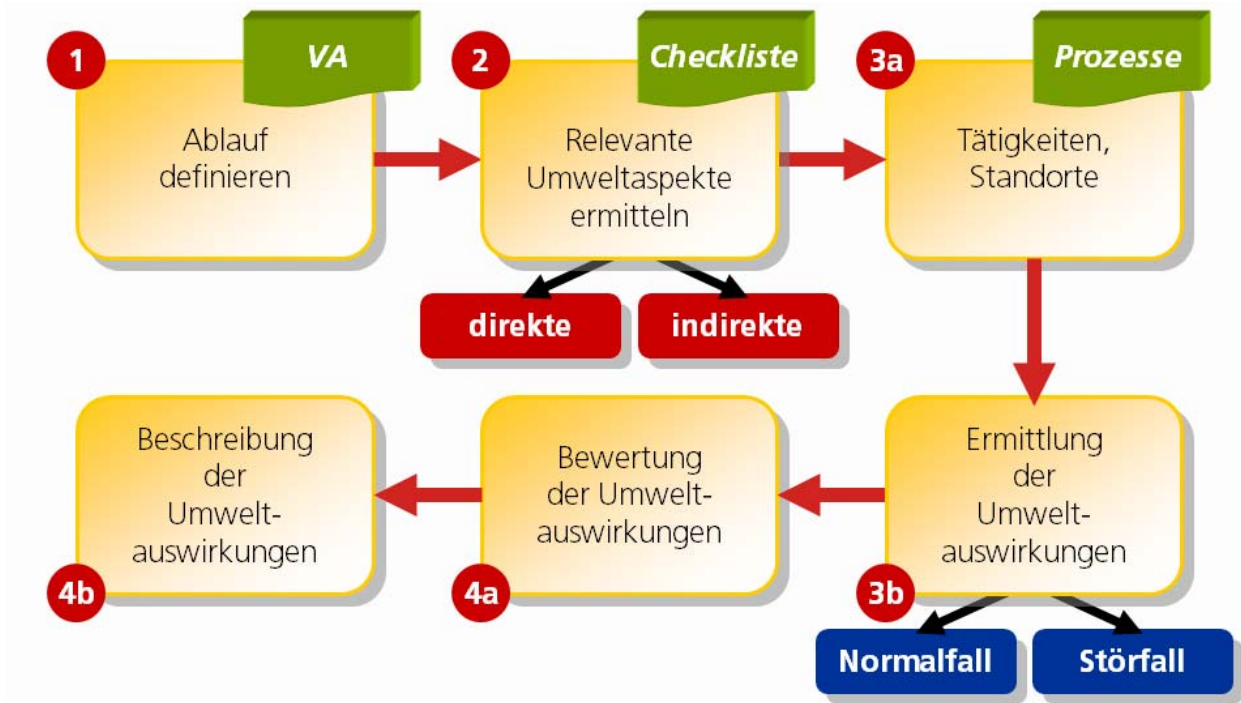 1
VA
Ablauf
definieren
2
Checkliste
Relevante
Umweltaspekte
ermitteln
direkte
indirekte
3a
Prozesse
Tätigkeiten,
Standorte
Ermittlung
der
Umwelt-
auswirkungen
3b
Normalfall
Störfall
Bewertung
der Umwelt-
auswirkungen
4a
Beschreibung
der
Umwelt-
auswirkungen
4b